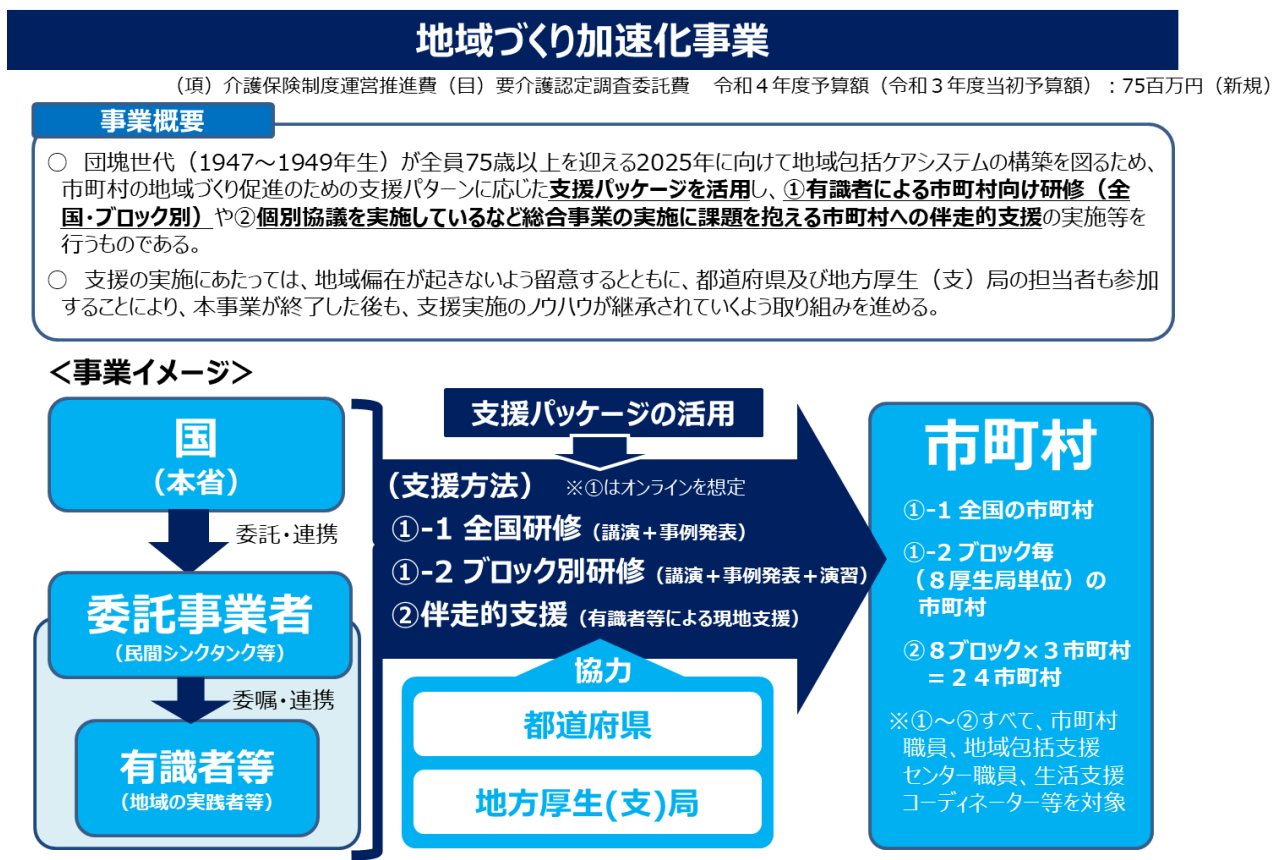 地域づくり加速化事業
（項）介護保険制度運営推進費（目）要介護認定調査委託費　令和４年度予算額（令和３年度当初予算額）：75百万円（新規）
事業概要
○　団塊世代（1947～1949年生）が全員75歳以上を迎える2025年に向けて地域包括ケアシステムの構築を図るため、
市町村の地域づくり促進のための支援パターンに応じた支援パッケージを活用し、①有識者による市町村向け研修（全
国・ブロック別）や②個別協議を実施しているなど総合事業の実施に課題を抱える市町村への伴走的支援の実施等を
行うものである。
○　支援の実施にあたっては、地域偏在が起きないよう留意するとともに、都道府県及び地方厚生（支）局の担当者も参加
することにより、本事業が終了した後も、支援実施のノウハウが継承されていくよう取り組みを進める。
＜事業イメージ＞
国
（本省）
委託・連携
委託事業者
（民間シンクタンク等）
委嘱・連携
有識者等
（地域の実践者等）
支援パッケージの活用
（支援方法）　※①はオンラインを想定
①-1 全国研修（講演＋事例発表）
①-2 ブロック別研修（講演＋事例発表＋演習）
②伴走的支援（有識者等による現地支援）
協力
都道府県
地方厚生(支)局
市町村
①-1 全国の市町村
①-2 ブロック毎
（８厚生局単位）の
市町村
②８ブロック×３市町村
＝２４市町村
※①～②すべて、市町村
職員、地域包括支援
センター職員、生活支援
コーディネーター等を対象